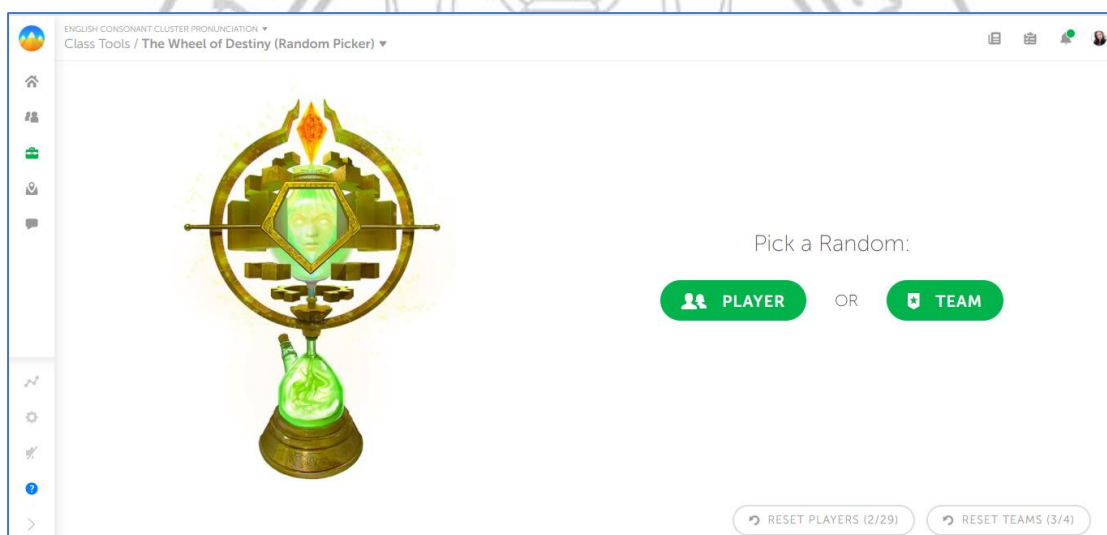 ENGLISH CONSONANT CLUSTER PRONUNCIATION ▼
Class Tools / The Wheel of Destiny (Random Picker) ▼
Pick a Random:
PLAYER OR TEAM
?
RESET PLAYERS (2/29) RESET TEAMS (3/4)